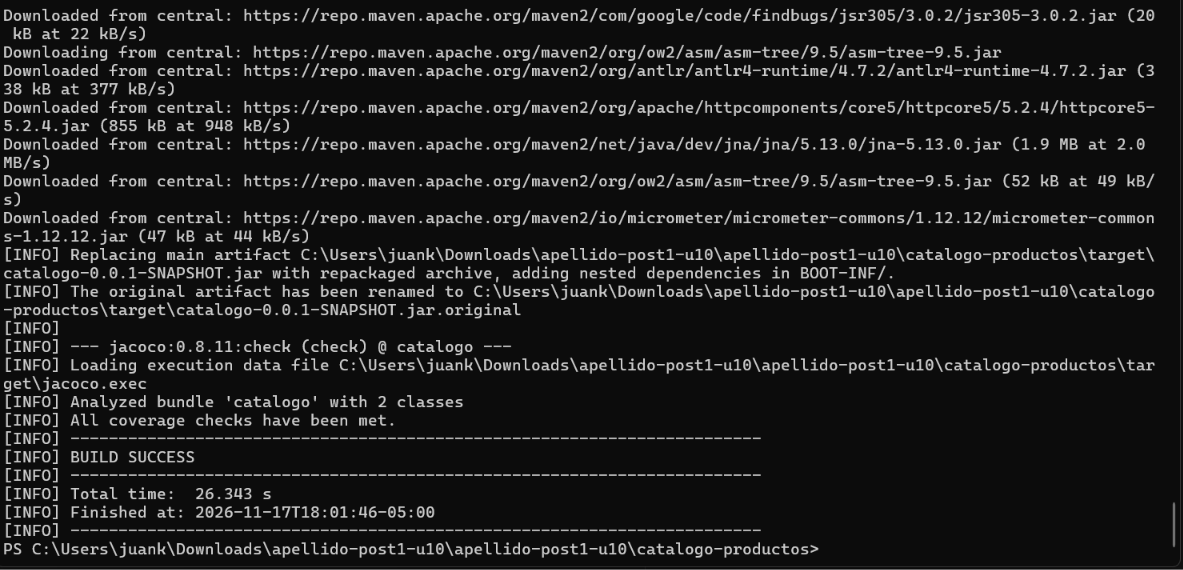 Downloaded from central: https://repo.maven.apache.org/maven2/com/google/code/findbugs/jsr305/3.0.2/jsr305-3.0.2.jar (20
 kB at 22 kB/s)
Downloading from central: https://repo.maven.apache.org/maven2/org/ow2/asm/asm-tree/9.5/asm-tree-9.5.jar
Downloaded from central: https://repo.maven.apache.org/maven2/org/antlr/antlr4-runtime/4.7.2/antlr4-runtime-4.7.2.jar (3
38 kB at 377 kB/s)
Downloaded from central: https://repo.maven.apache.org/maven2/org/apache/httpcomponents/core5/httpcore5/5.2.4/httpcore5-
5.2.4.jar (855 kB at 948 kB/s)
Downloaded from central: https://repo.maven.apache.org/maven2/net/java/dev/jna/jna/5.13.0/jna-5.13.0.jar (1.9 MB at 2.0
MB/s)
Downloaded from central: https://repo.maven.apache.org/maven2/org/ow2/asm/asm-tree/9.5/asm-tree-9.5.jar (52 kB at 49 kB/
s)
Downloaded from central: https://repo.maven.apache.org/maven2/io/micrometer/micrometer-commons/1.12.12/micrometer-common
s-1.12.12.jar (47 kB at 44 kB/s)
[INFO] Replacing main artifact C:\Users\juank\Downloads\apellido-post1-u10\apellido-post1-u10\catalogo-productos\target\
catalogo-0.0.1-SNAPSHOT.jar with repackaged archive, adding nested dependencies in BOOT-INF/.
[INFO] The original artifact has been renamed to C:\Users\juank\Downloads\apellido-post1-u10\apellido-post1-u10\catalogo
-productos\target\catalogo-0.0.1-SNAPSHOT.jar.original
[INFO]
[INFO] --- jacoco:0.8.11:check (check) @ catalogo ---
[INFO] Loading execution data file C:\Users\juank\Downloads\apellido-post1-u10\apellido-post1-u10\catalogo-productos\tar
get\jacoco.exec
[INFO] Analyzed bundle 'catalogo' with 2 classes
[INFO] All coverage checks have been met.
[INFO] ------------------------------------------------------------------------
[INFO] BUILD SUCCESS
[INFO] ------------------------------------------------------------------------
[INFO] Total time:  26.343 s
[INFO] Finished at: 2026-11-17T18:01:46-05:00
[INFO] ------------------------------------------------------------------------
PS C:\Users\juank\Downloads\apellido-post1-u10\apellido-post1-u10\catalogo-productos>